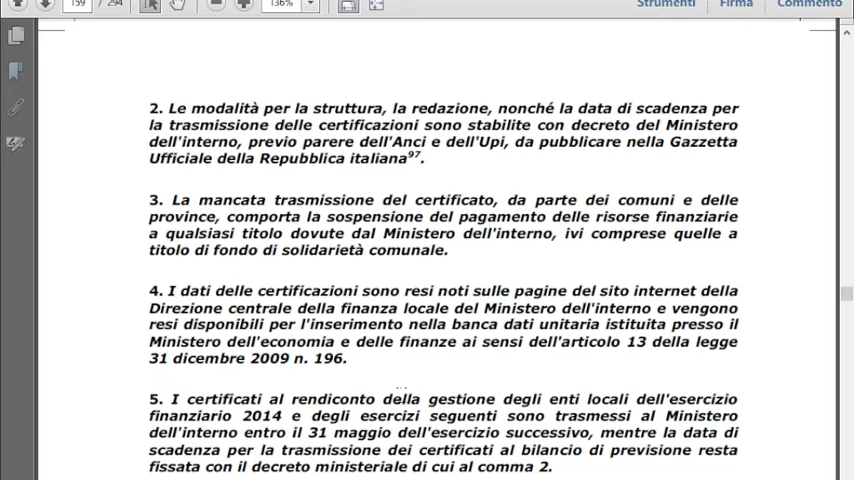 159 / 294 136%
Strumenti Firma Commento
2. Le modalità per la struttura, la redazione, nonché la data di scadenza per
la trasmissione delle certificazioni sono stabilite con decreto del Ministero
dell'interno, previo parere dell'Anci e dell'Upi, da pubblicare nella Gazzetta
Ufficiale della Repubblica italiana97.
3. La mancata trasmissione del certificato, da parte dei comuni e delle
province, comporta la sospensione del pagamento delle risorse finanziarie
a qualsiasi titolo dovute dal Ministero dell'interno, ivi comprese quelle a
titolo di fondo di solidarietà comunale.
4. I dati delle certificazioni sono resi noti sulle pagine del sito internet della
Direzione centrale della finanza locale del Ministero dell'interno e vengono
resi disponibili per l'inserimento nella banca dati unitaria istituita presso il
Ministero dell'economia e delle finanze ai sensi dell'articolo 13 della legge
31 dicembre 2009 n. 196.
5. I certificati al rendiconto della gestione degli enti locali dell'esercizio
finanziario 2014 e degli esercizi seguenti sono trasmessi al Ministero
dell'interno entro il 31 maggio dell'esercizio successivo, mentre la data di
scadenza per la trasmissione dei certificati al bilancio di previsione resta
fissata con il decreto ministeriale di cui al comma 2.